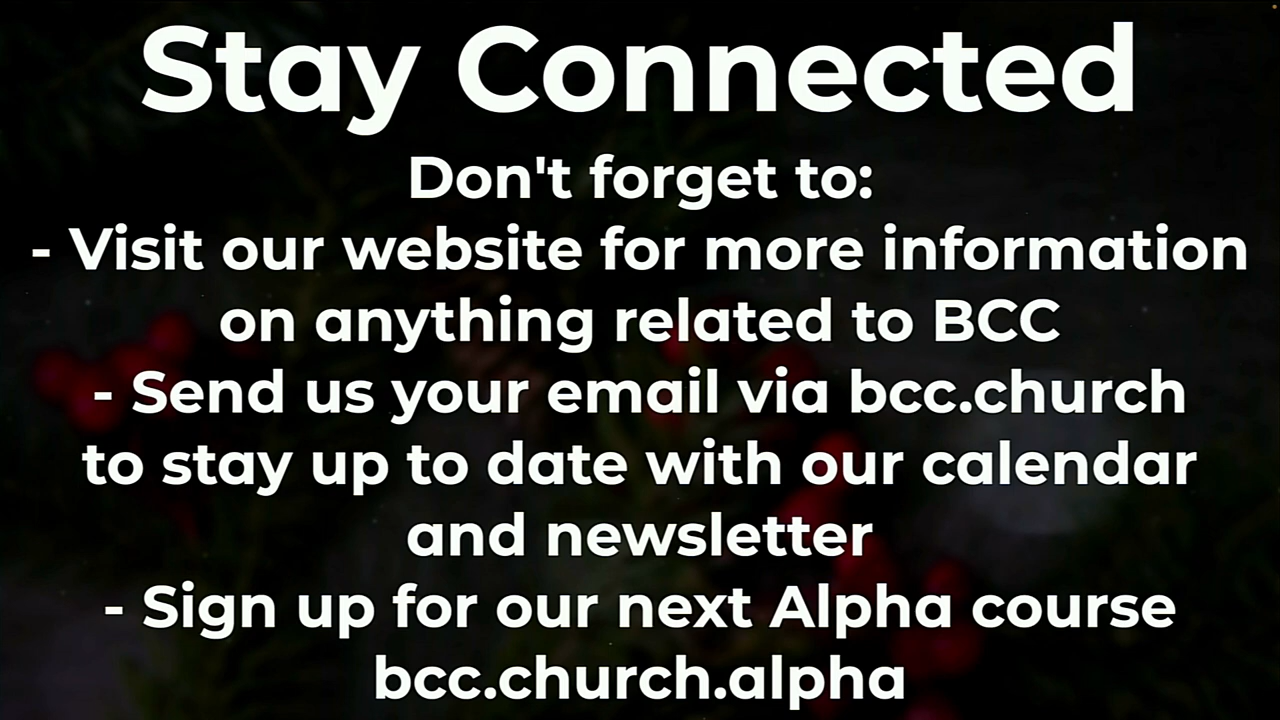 Stay Connected
Don't forget to:
- Visit our website for more information
on anything related to BCC
- Send us your email via bcc.church
to stay up to date with our calendar
and newsletter
- Sign up for our next Alpha course
bcc.church.alpha